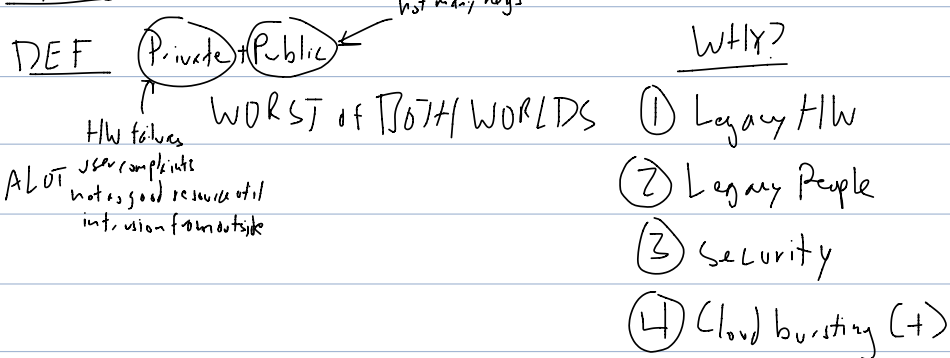 not many keys
DEF Private + Public
WHY?
WORST of BOTH WORLDS
HW failures
user complaints
ALOT not as good resource util
intrusion from outside
① Legacy HW
② Legacy People
③ Security
④ Cloud bursting (+)